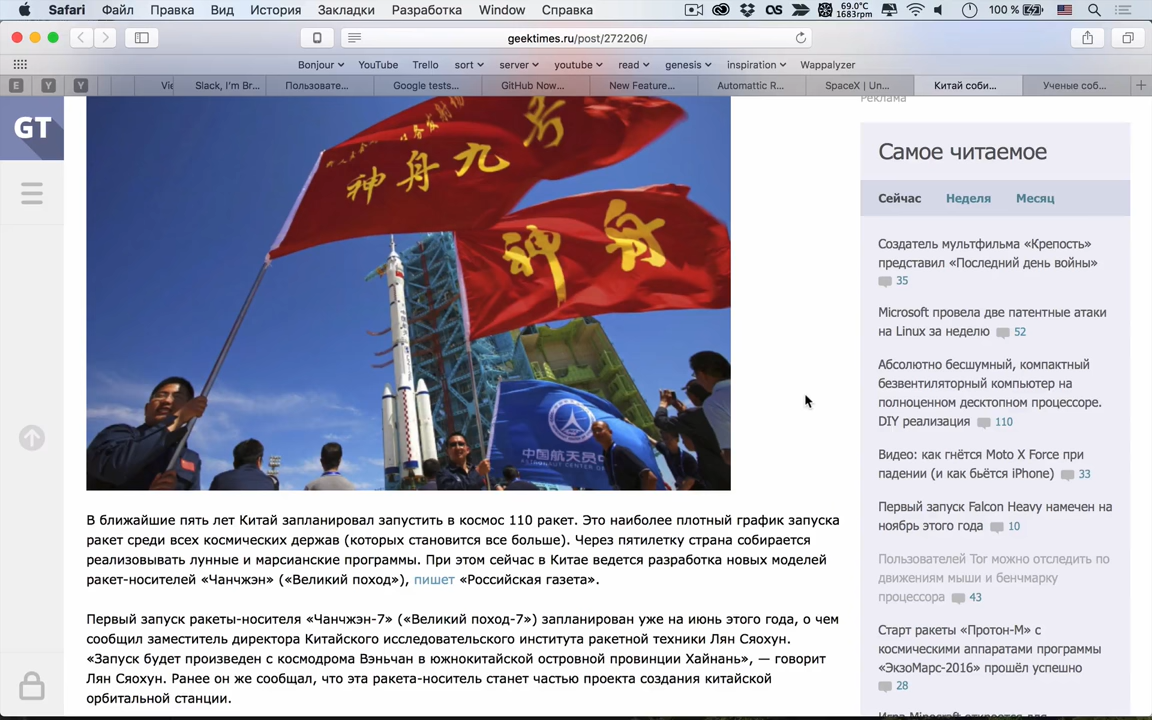 Safari Файл Правка Вид История Закладки Разработка Window Справка
69.0°C
1683rpm
100 %
geektimes.ru/post/272206/
Bonjour YouTube Trello sort server youtube read genesis inspiration Wappalyzer
E Y Y Vie Slack, I'm Br... Пользовате... Google tests... GitHub Now... New Feature... Automattic R... SpaceX | Un... Китай соби... Ученые соб...
GT
神舟九号
神舟
中国航天员中
ASTRONAUT CENTER
В ближайшие пять лет Китай запланировал запустить в космос 110 ракет. Это наиболее плотный график запуска
ракет среди всех космических держав (которых становится все больше). Через пятилетку страна собирается
реализовывать лунные и марсианские программы. При этом сейчас в Китае ведется разработка новых моделей
ракет-носителей «Чанчжэн» («Великий поход»), пишет «Российская газета».
Первый запуск ракеты-носителя «Чанчжэн-7» («Великий поход-7») запланирован уже на июнь этого года, о чем
сообщил заместитель директора Китайского исследовательского института ракетной техники Лян Сяохун.
«Запуск будет произведен с космодрома Вэньчан в южнокитайской островной провинции Хайнань», — говорит
Лян Сяохун. Ранее он же сообщал, что эта ракета-носитель станет частью проекта создания китайской
орбитальной станции.
Реклама
Самое читаемое
Сейчас Неделя Месяц
Создатель мультфильма «Крепость»
представил «Последний день войны»
35
Microsoft провела две патентные атаки
на Linux за неделю 52
Абсолютно бесшумный, компактный
безвентиляторный компьютер на
полноценном десктопном процессоре.
DIY реализация 110
Видео: как гнётся Moto X Force при
падении (и как бьётся iPhone) 33
Первый запуск Falcon Heavy намечен на
ноябрь этого года 10
Пользователей Tor можно отследить по
движениям мыши и бенчмарку
процессора 43
Старт ракеты «Протон-М» с
космическими аппаратами программы
«ЭкзоМарс-2016» прошёл успешно
28